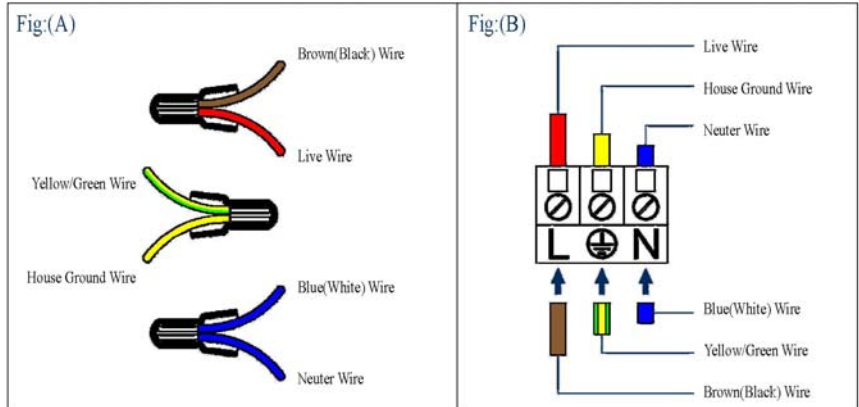 Fig:(A)
Brown(Black) Wire
Live Wire
Yellow/Green Wire
House Ground Wire
Blue(White) Wire
Neuter Wire
Fig:(B)
Live Wire
House Ground Wire
Neuter Wire
L N
Blue(White) Wire
Yellow/Green Wire
Brown(Black) Wire